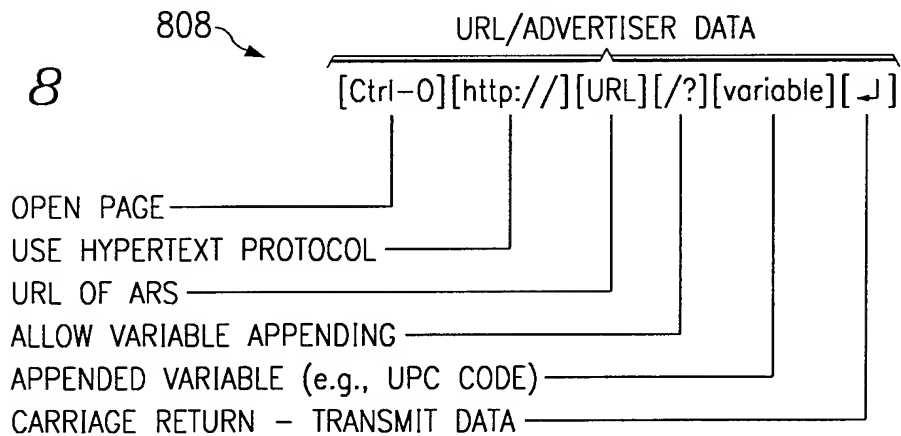 808
URL/ADVERTISER DATA
8
[Ctrl-O][http://][URL][/?][variable][↵]
OPEN PAGE
USE HYPERTEXT PROTOCOL
URL OF ARS
ALLOW VARIABLE APPENDING
APPENDED VARIABLE (e.g., UPC CODE)
CARRIAGE RETURN - TRANSMIT DATA